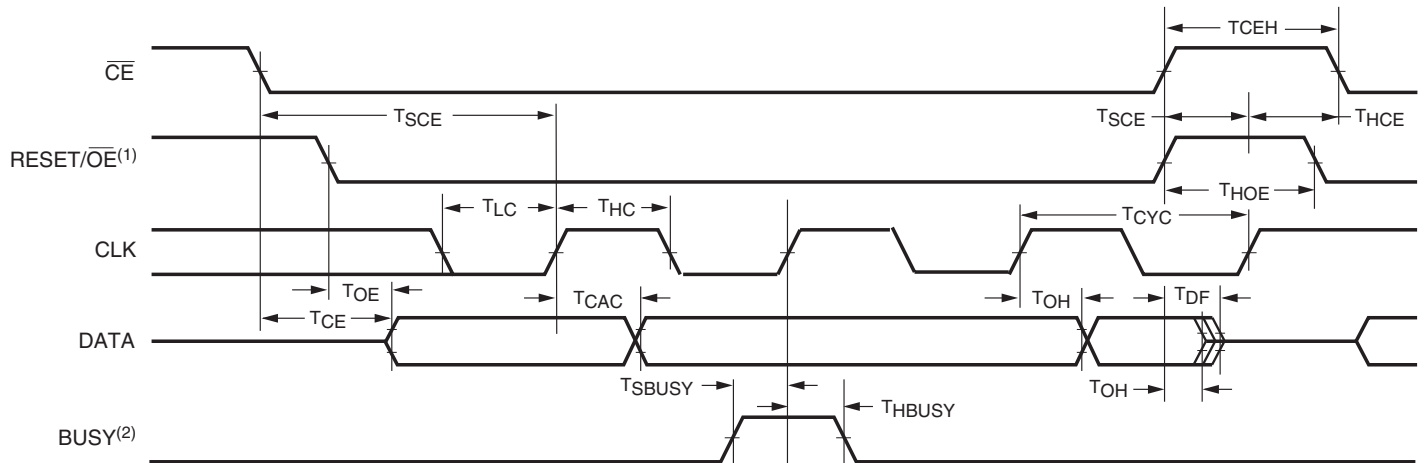 TCEH
CE
TSCE
TSCE
THCE
RESET/OE(1)
TLC
THC
THOE
TCYC
CLK
TOE
TCAC
TOH
TDF
TCE
DATA
TSBUSY
TOH
THBUSY
BUSY(2)